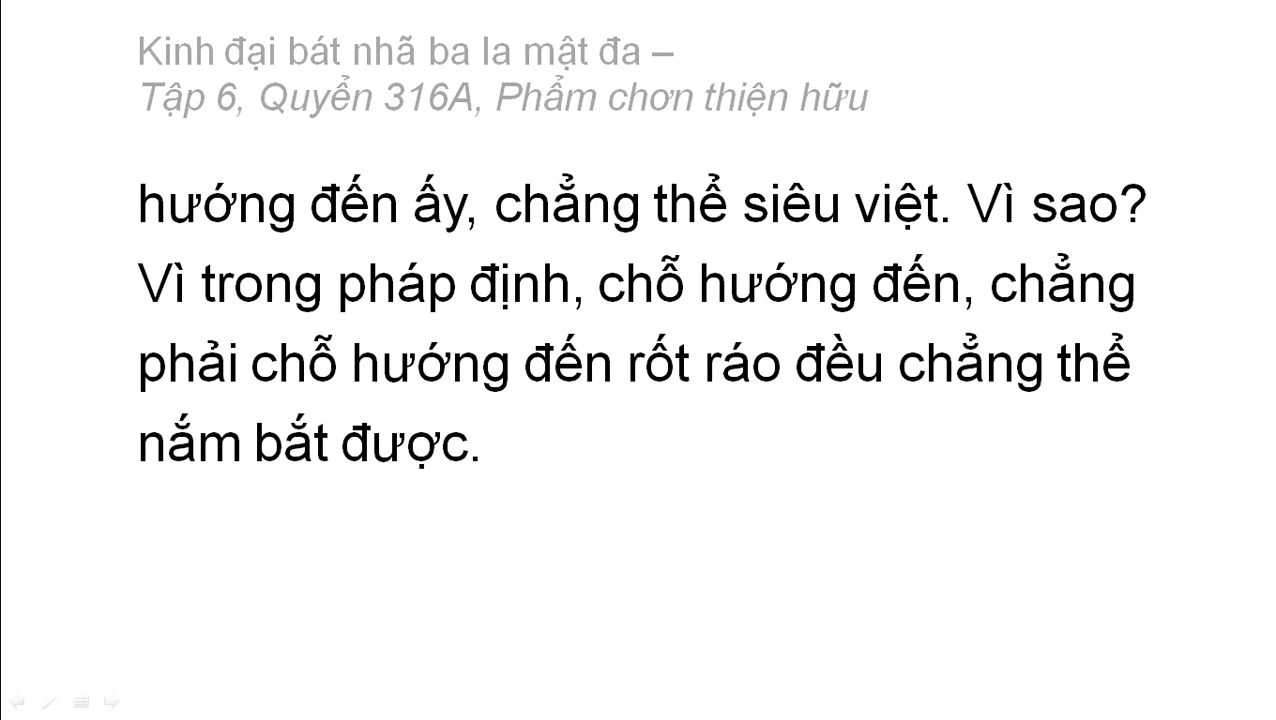 Kinh đại bát nhã ba la mật đa –
Tập 6, Quyển 316A, Phẩm chơn thiện hữu
hướng đến ấy, chẳng thể siêu việt. Vì sao?
Vì trong pháp định, chỗ hướng đến, chẳng
phải chỗ hướng đến rốt ráo đều chẳng thể
nắm bắt được.